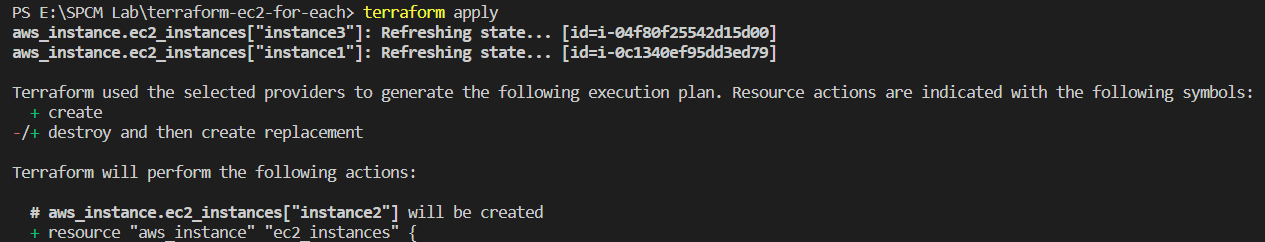 PS E:\SPCM Lab\terraform-ec2-for-each> terraform apply
aws_instance.ec2_instances["instance3"]: Refreshing state... [id=i-04f80f25542d15d00]
aws_instance.ec2_instances["instance1"]: Refreshing state... [id=i-0c1340ef95dd3ed79]
Terraform used the selected providers to generate the following execution plan. Resource actions are indicated with the following symbols:
+ create
-/+ destroy and then create replacement
Terraform will perform the following actions:
# aws_instance.ec2_instances["instance2"] will be created
+ resource "aws_instance" "ec2_instances" {